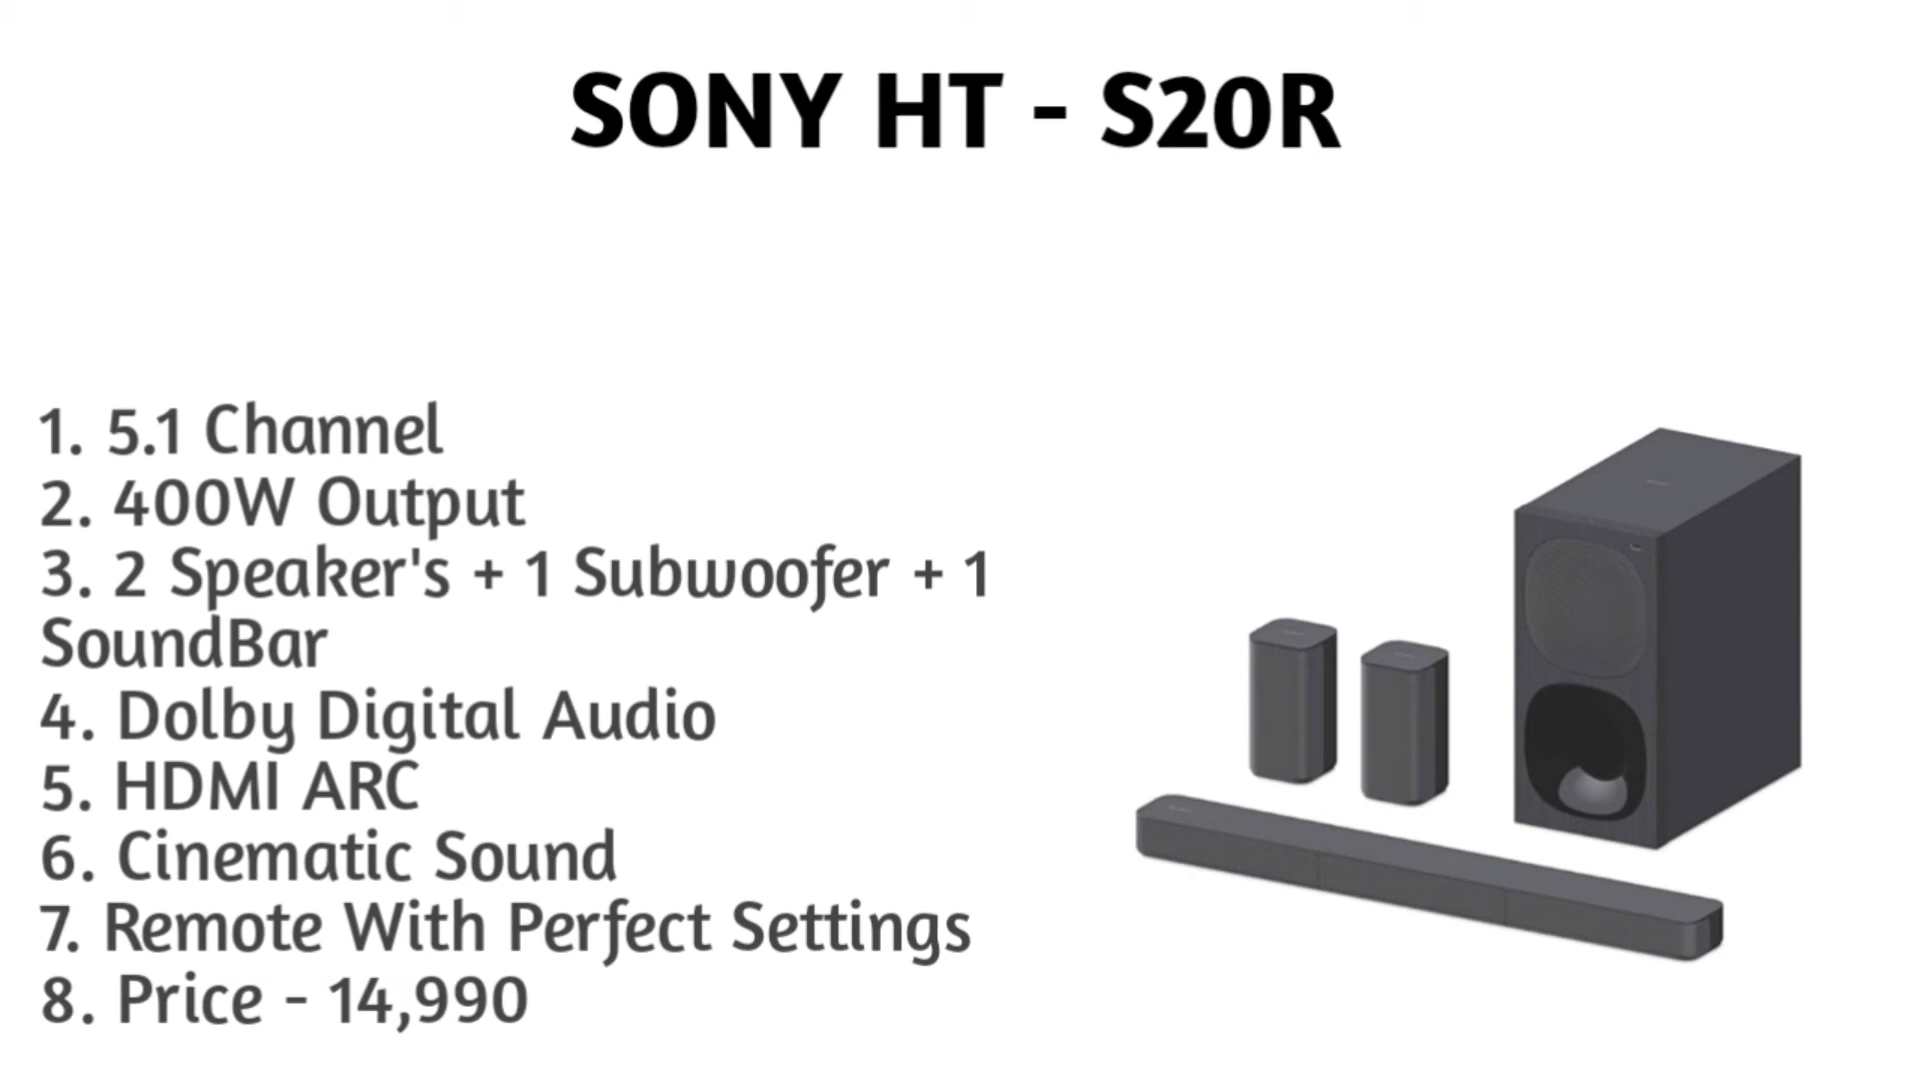 SONY HT - S20R
1. 5.1 Channel
2. 400W Output
3. 2 Speaker's + 1 Subwoofer + 1
SoundBar
4. Dolby Digital Audio
5. HDMI ARC
6. Cinematic Sound
7. Remote With Perfect Settings
8. Price - 14,990